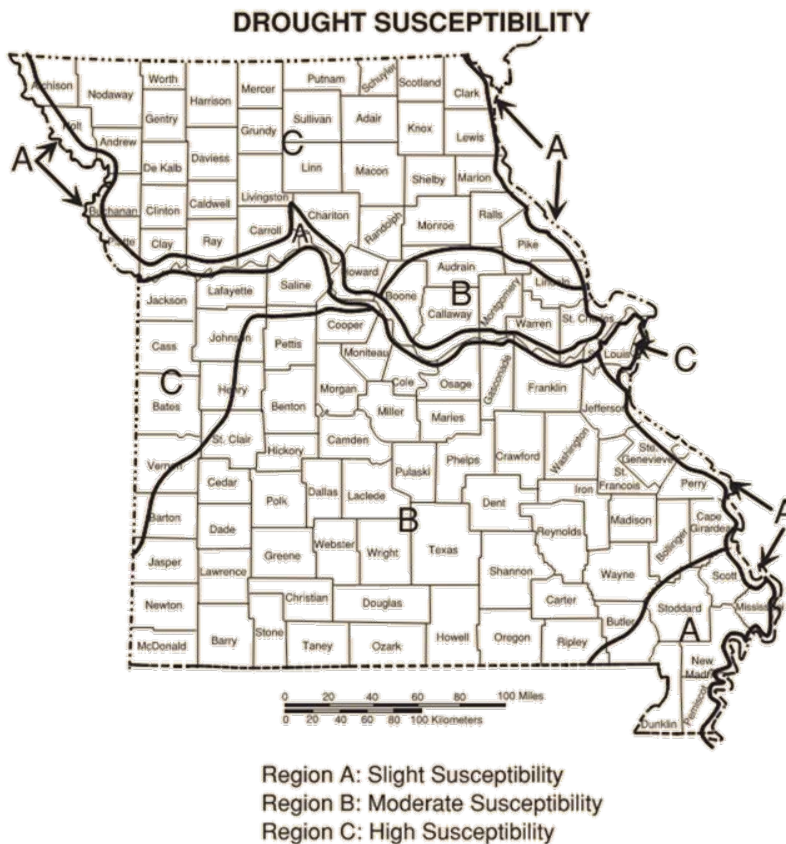 DROUGHT SUSCEPTIBILITY
Atchison
Nodaway
Worth
Harrison
Mercer
Putnam
Schuyler
Scotland
Clark
Holt
Andrew
Gentry
Grundy
Sullivan
Adair
Knox
Lewis
A
De Kalb
Daviess
C
Linn
Macon
Shelby
Marion
A
Buchanan
Clinton
Caldwell
Livingston
Chariton
Randolph
Monroe
Ralls
Pike
Platte
Clay
Ray
Carroll
A
Howard
Audrain
Lincoln
Jackson
Lafayette
Saline
Boone
B
Callaway
Montgomery
Warren
St. Charles
Cass
Johnson
Pettis
Cooper
Moniteau
Louis
C
C
Bates
Henry
Benton
Morgan
Cole
Osage
Gasconade
Franklin
Jefferson
Miller
Maries
St. Clair
Hickory
Camden
Vernon
Cedar
Polk
Dallas
Laclede
Pulaski
Phelps
Crawford
Washington
St. Francois
Ste. Genevieve
Perry
A
Barton
Dade
B
Dent
Iron
Madison
Bollinger
Cape Girardeau
A
Jasper
Lawrence
Greene
Webster
Wright
Texas
Shannon
Reynolds
Wayne
Scott
Newton
Christian
Douglas
Carter
Butler
Stoddard
Mississippi
A
McDonald
Barry
Stone
Taney
Ozark
Howell
Oregon
Ripley
New Madrid
Dunklin
Pemiscot
0 20 40 60 80 100 Miles
0 20 40 60 80 100 Kilometers
Region A: Slight Susceptibility
Region B: Moderate Susceptibility
Region C: High Susceptibility